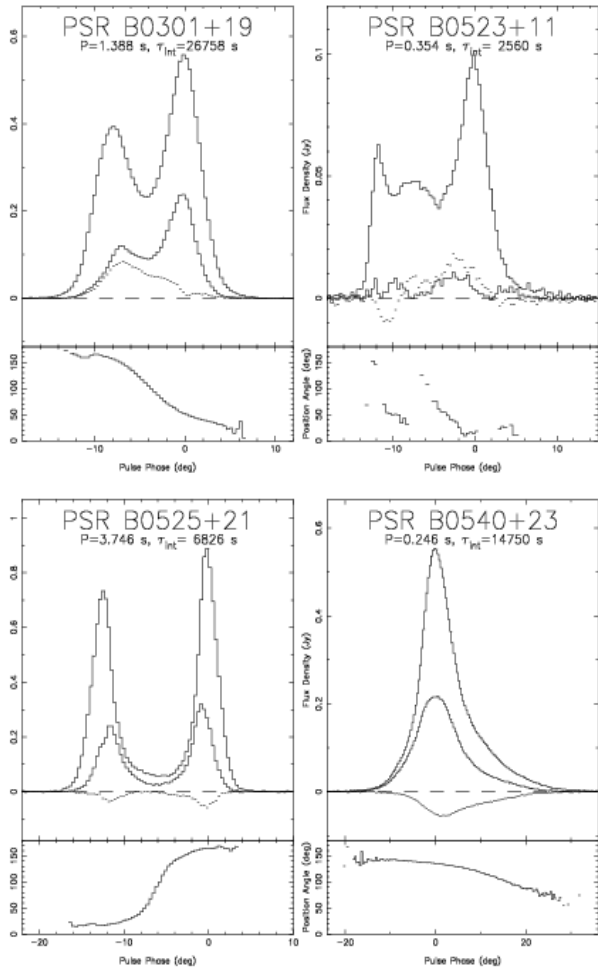 PSR B0301+19
P=1.388 s, τint=26758 s
0.6
0.4
0.2
0
150
100
50
0
-10
0
10
Pulse Phase (deg)
PSR B0523+11
P=0.354 s, τint= 2560 s
0.1
0.05
0
Flux Density (Jy)
150
100
50
0
Position Angle (deg)
-10
0
10
Pulse Phase (deg)
PSR B0525+21
P=3.746 s, τint= 6826 s
1
0.8
0.6
0.4
0.2
0
150
100
50
0
-20
-10
0
10
Pulse Phase (deg)
PSR B0540+23
P=0.246 s, τint=14750 s
0.6
0.4
0.2
0
Flux Density (Jy)
150
100
50
0
Position Angle (deg)
-20
0
20
Pulse Phase (deg)